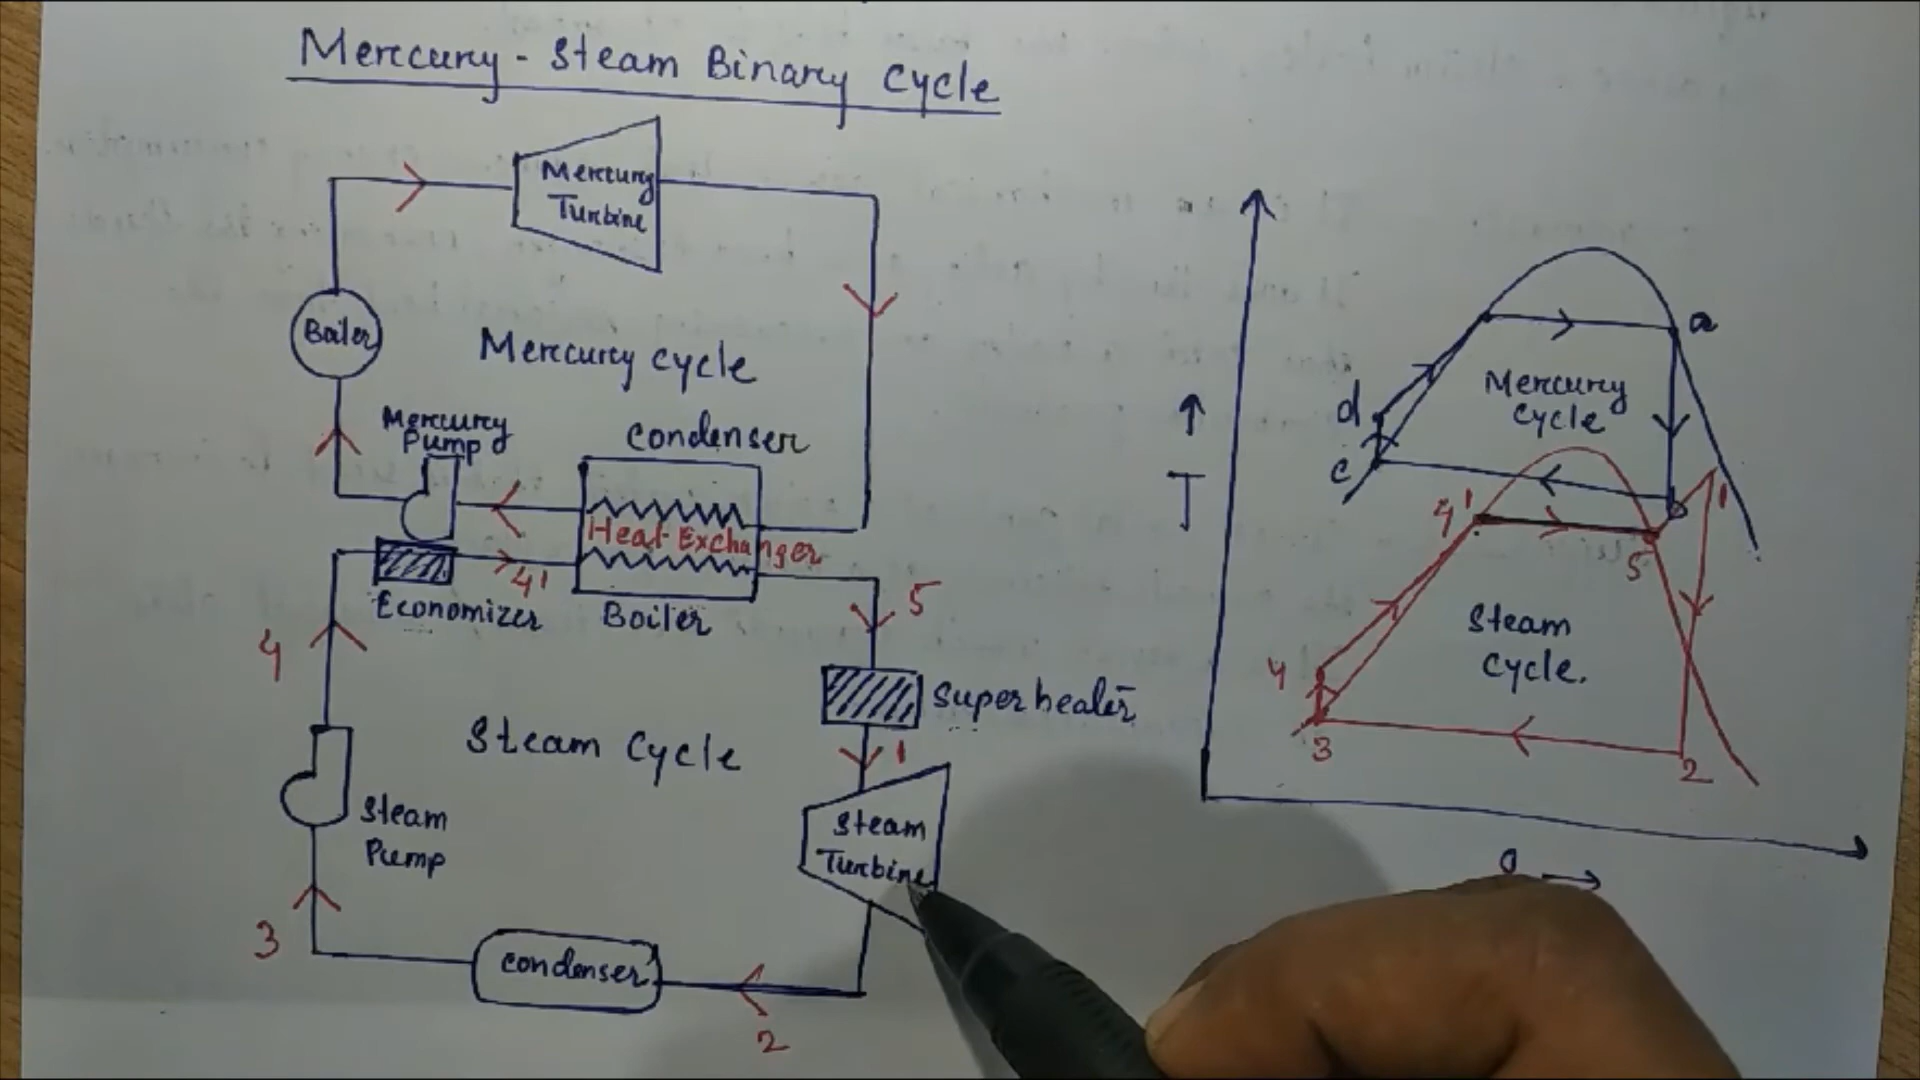 Mercury - Steam Binary Cycle
Mercury
Turbine
Boiler
Mercury cycle
Mercury
Pump
condenser
Heat Exchanger
4'
Economizer
Boiler
5
4
Superheater
1
Steam Cycle
Steam
Turbine
Steam
Pump
3
condenser
2
a
Mercury
Cycle
d
c
b
1
4'
5
T
Steam
Cycle.
4
3
2